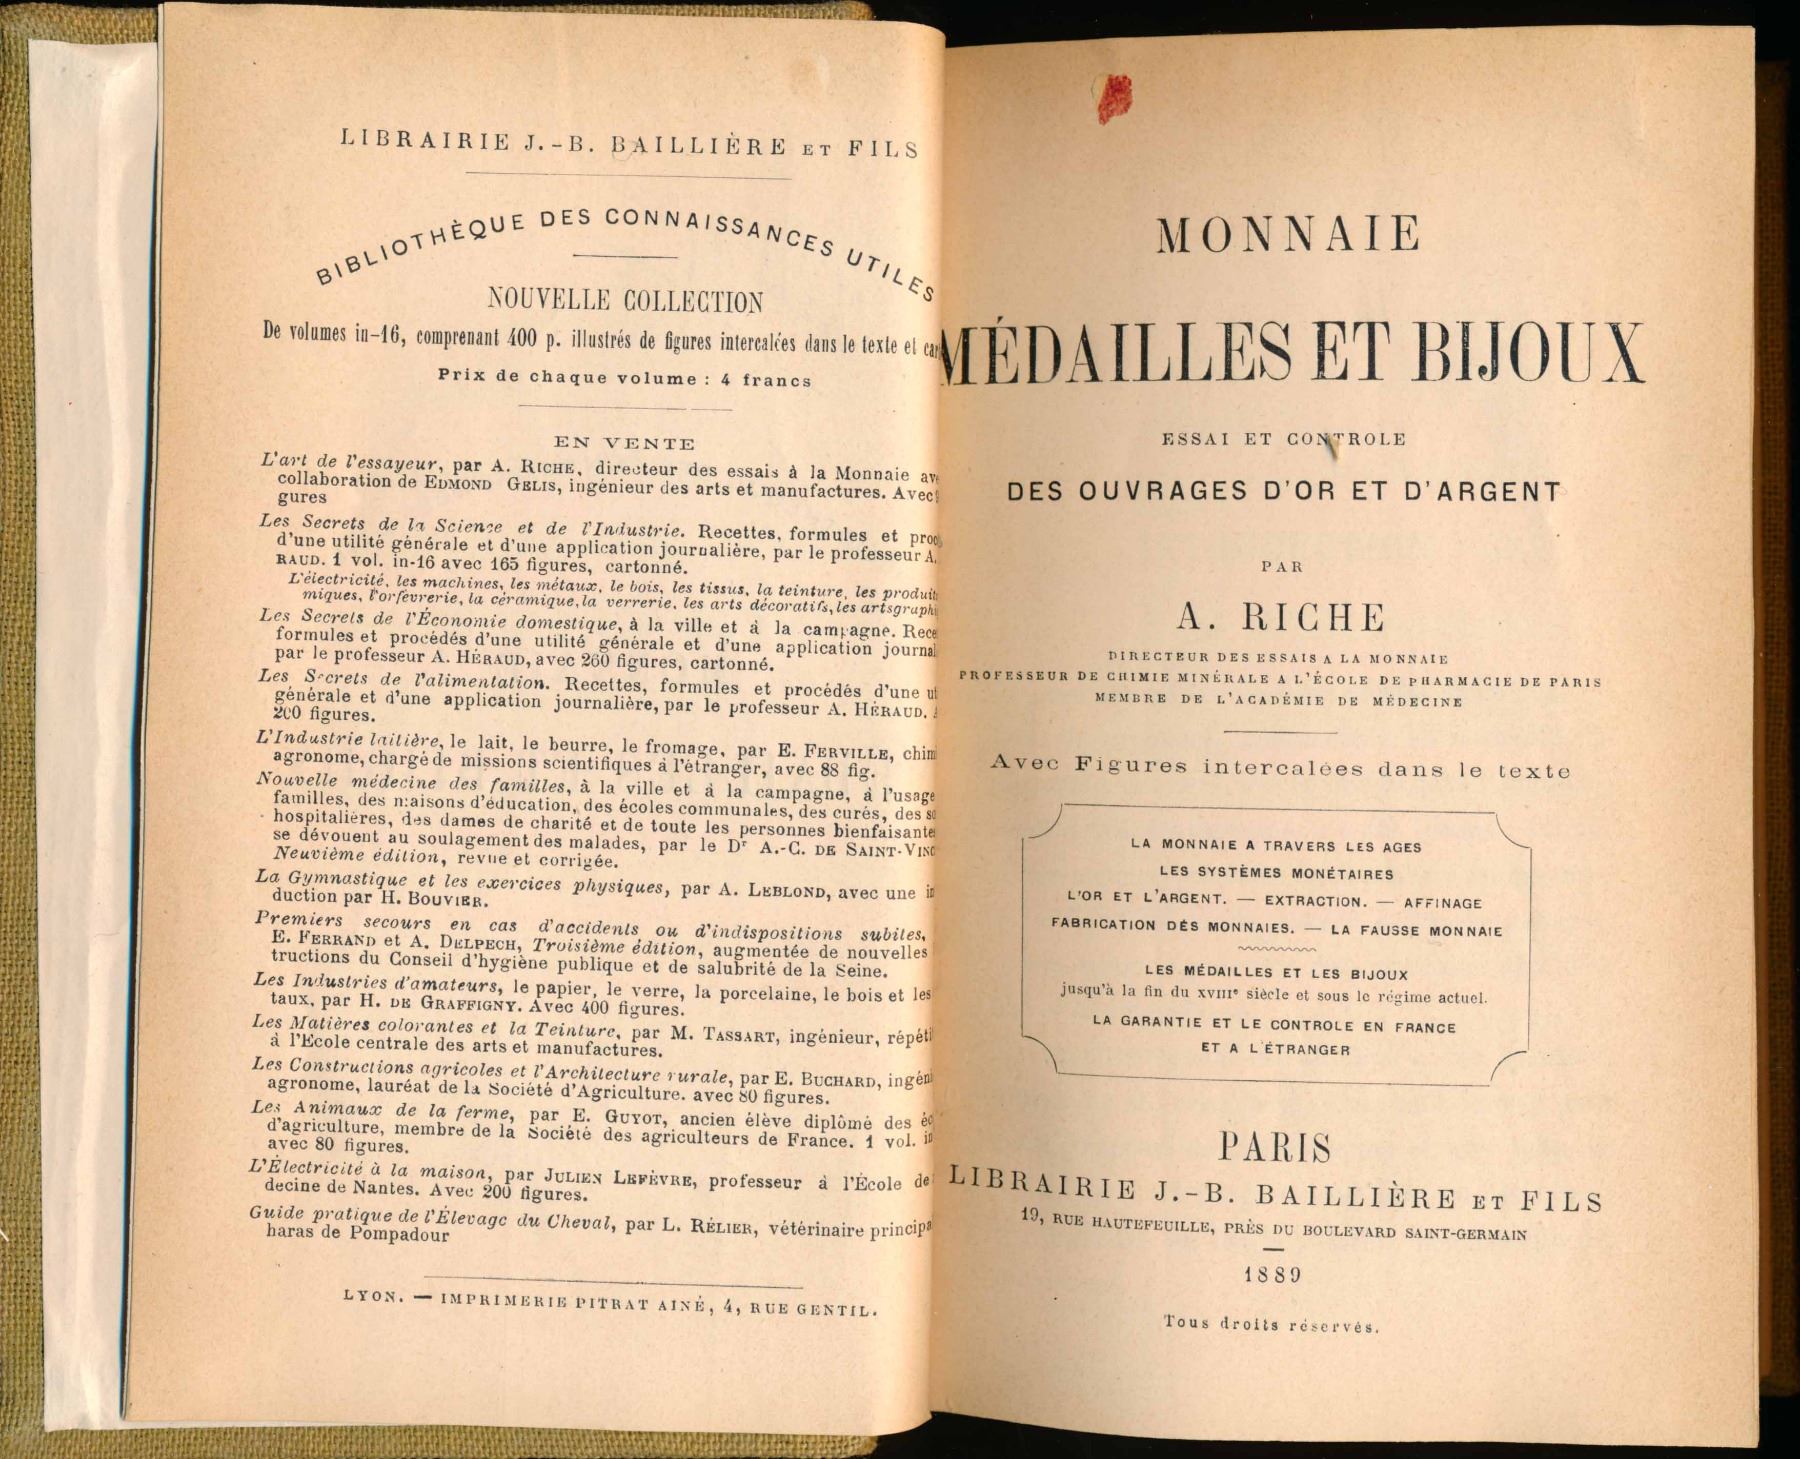 LIBRAIRIE J.-B. BAILLIÈRE ET FILS
BIBLIOTHÈQUE DES CONNAISSANCES UTILES
NOUVELLE COLLECTION
De volumes in-16, comprenant 400 p. illustrés de figures intercalées dans le texte et
Prix de chaque volume : 4 francs
EN VENTE
L'art de l'essayeur, par A. RICHE, directeur des essais à la Monnaie
collaboration de EDMOND GELIS, ingénieur des arts et manufactures. Avec
gures
Les Secrets de la Science et de l'Industrie. Recettes, formules et
d'une utilité générale et d'une application journalière, par le professeur A.
RAUD. 1 vol. in-16 avec 165 figures, cartonné.
L'électricité, les machines, les métaux, le bois, les tissus, la teinture, les
miques, l'orfèvrerie, la céramique, la verrerie, les arts décoratifs, les
Les Secrets de l'Économie domestique, à la ville et à la campagne.
formules et procédés d'une utilité générale et d'une application
par le professeur A. HÉRAUD, avec 260 figures, cartonné.
Les Secrets de l'alimentation. Recettes, formules et procédés d'une
générale et d'une application journalière, par le professeur A. HÉRAUD.
200 figures.
L'Industrie laitière, le lait, le beurre, le fromage, par E. FERVILLE,
agronome, chargé de missions scientifiques à l'étranger, avec 88 fig.
Nouvelle médecine des familles, à la ville et à la campagne, à l'usage
familles, des maisons d'éducation, des écoles communales, des curés, des
hospitalières, des dames de charité et de toute les personnes
se dévouent au soulagement des malades, par le Dr A.-C. DE
Neuvième édition, revue et corrigée.
La Gymnastique et les exercices physiques, par A. LEBLOND, avec une
duction par H. BOUVIER.
Premiers secours en cas d'accidents ou d'indispositions subites,
E. FERRAND et A. DELPECH, Troisième édition, augmentée de nouvelles
tructions du Conseil d'hygiène publique et de salubrité de la Seine.
Les Industries d'amateurs, le papier, le verre, la porcelaine, le bois et les
taux, par H. DE GRAFFIGNY. Avec 400 figures.
Les Matières colorantes et la Teinture, par M. TASSART, ingénieur,
à l'Ecole centrale des arts et manufactures.
Les Constructions agricoles et l'Architecture rurale, par E. BUCHARD,
agronome, lauréat de la Société d'Agriculture. avec 80 figures.
Les Animaux de la ferme, par E. GUYOT, ancien élève diplômé des
d'agriculture, membre de la Société des agriculteurs de France. 1 vol.
avec 80 figures.
L'Électricité à la maison, par JULIEN LEFÈVRE, professeur à l'École de
decine de Nantes. Avec 200 figures.
Guide pratique de l'Élevage du Cheval, par L. RÉLIER, vétérinaire
haras de Pompadour
LYON. — IMPRIMERIE PITRAT AINÉ, 4, RUE GENTIL.
MONNAIE
MÉDAILLES ET BIJOUX
ESSAI ET CONTROLE
DES OUVRAGES D'OR ET D'ARGENT
PAR
A. RICHE
DIRECTEUR DES ESSAIS A LA MONNAIE
PROFESSEUR DE CHIMIE MINÉRALE A L'ÉCOLE DE PHARMACIE DE PARIS
MEMBRE DE L'ACADÉMIE DE MÉDECINE
Avec Figures intercalées dans le texte
LA MONNAIE A TRAVERS LES AGES
LES SYSTÈMES MONÉTAIRES
L'OR ET L'ARGENT. — EXTRACTION. — AFFINAGE
FABRICATION DES MONNAIES. — LA FAUSSE MONNAIE
LES MÉDAILLES ET LES BIJOUX
jusqu'à la fin du XVIIIe siècle et sous le régime actuel.
LA GARANTIE ET LE CONTROLE EN FRANCE
ET A L'ÉTRANGER
PARIS
LIBRAIRIE J.-B. BAILLIÈRE ET FILS
19, RUE HAUTEFEUILLE, PRÈS DU BOULEVARD SAINT-GERMAIN
1889
Tous droits réservés.